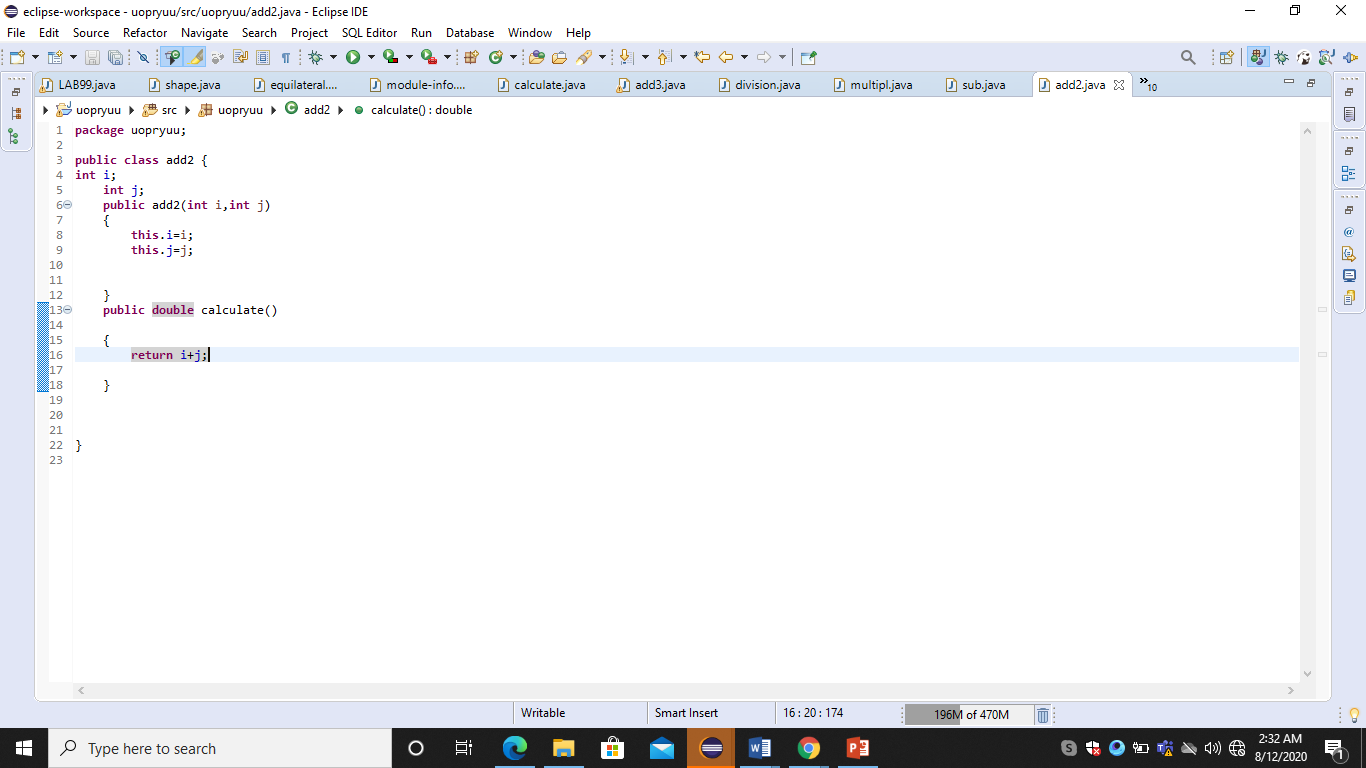 eclipse-workspace - uopryuu/src/uopryuu/add2.java - Eclipse IDE
File Edit Source Refactor Navigate Search Project SQL Editor Run Database Window Help
LAB99.java shape.java equilateral.... module-info.... calculate.java add3.java division.java multipl.java sub.java add2.java »10
uopryuu src uopryuu add2 calculate() : double
1 package uopryuu;
2
3 public class add2 {
4 int i;
5 int j;
6 public add2(int i,int j)
7 {
8 this.i=i;
9 this.j=j;
10
11
12 }
13 public double calculate()
14
15 {
16 return i+j;
17
18 }
19
20
21
22 }
23
Writable Smart Insert 16 : 20 : 174 196M of 470M
Type here to search
2:32 AM
8/12/2020
1